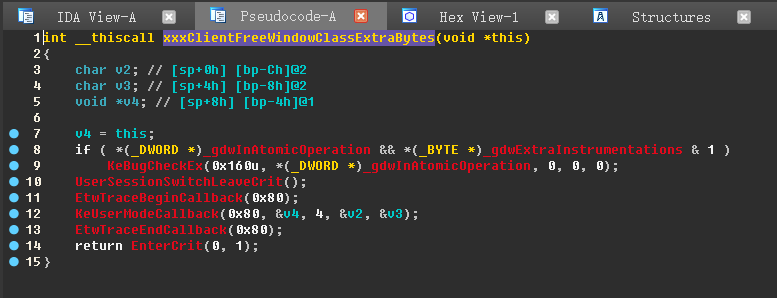 IDA View-A Pseudocode-A Hex View-1 Structures
1 int __thiscall xxxClientFreeWindowClassExtraBytes(void *this)
2 {
3 char v2; // [sp+0h] [bp-Ch]@2
4 char v3; // [sp+4h] [bp-8h]@2
5 void *v4; // [sp+8h] [bp-4h]@1
6
7 v4 = this;
8 if ( *(_DWORD *)_gdwInAtomicOperation && *(_BYTE *)_gdwExtraInstrumentations & 1 )
9 KeBugCheckEx(0x160u, *(_DWORD *)_gdwInAtomicOperation, 0, 0, 0);
10 UserSessionSwitchLeaveCrit();
11 EtwTraceBeginCallback(0x80);
12 KeUserModeCallback(0x80, &v4, 4, &v2, &v3);
13 EtwTraceEndCallback(0x80);
14 return EnterCrit(0, 1);
15 }